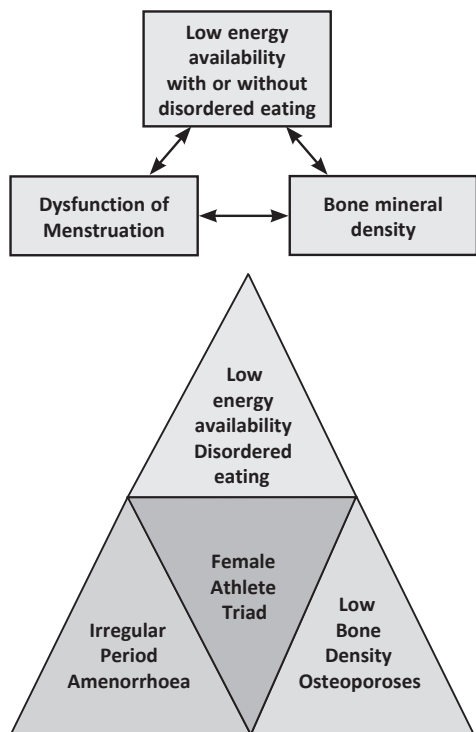 Low energy
availability
with or without
disordered eating
Dysfunction of
Menstruation
Bone mineral
density
Low
energy
availability
Disordered
eating
Female
Athlete
Triad
Irregular
Period
Amenorrhoea
Low
Bone
Density
Osteoporoses